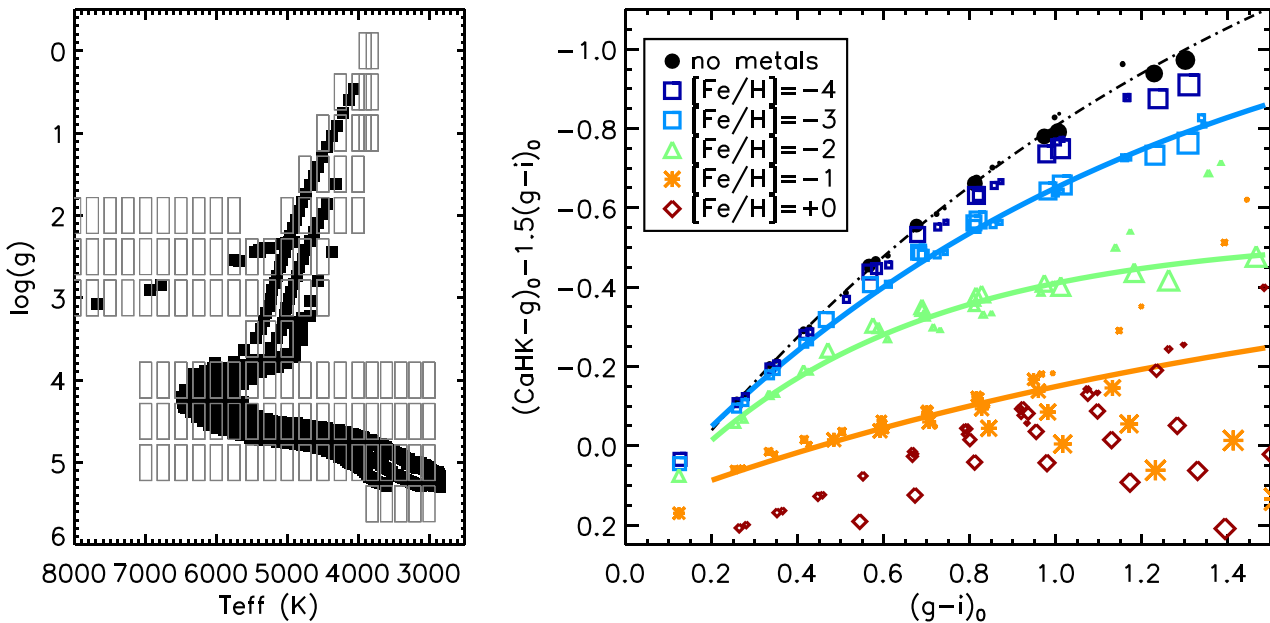 0
1
2
3
4
5
6
log(g)
8000 7000 6000 5000 4000 3000
Teff (K)
−1.0
−0.8
−0.6
−0.4
−0.2
0.0
0.2
(CaHK−g)₀−1.5(g−i)₀
no metals
[Fe/H]=−4
[Fe/H]=−3
[Fe/H]=−2
[Fe/H]=−1
[Fe/H]=+0
0.0 0.2 0.4 0.6 0.8 1.0 1.2 1.4
(g−i)₀